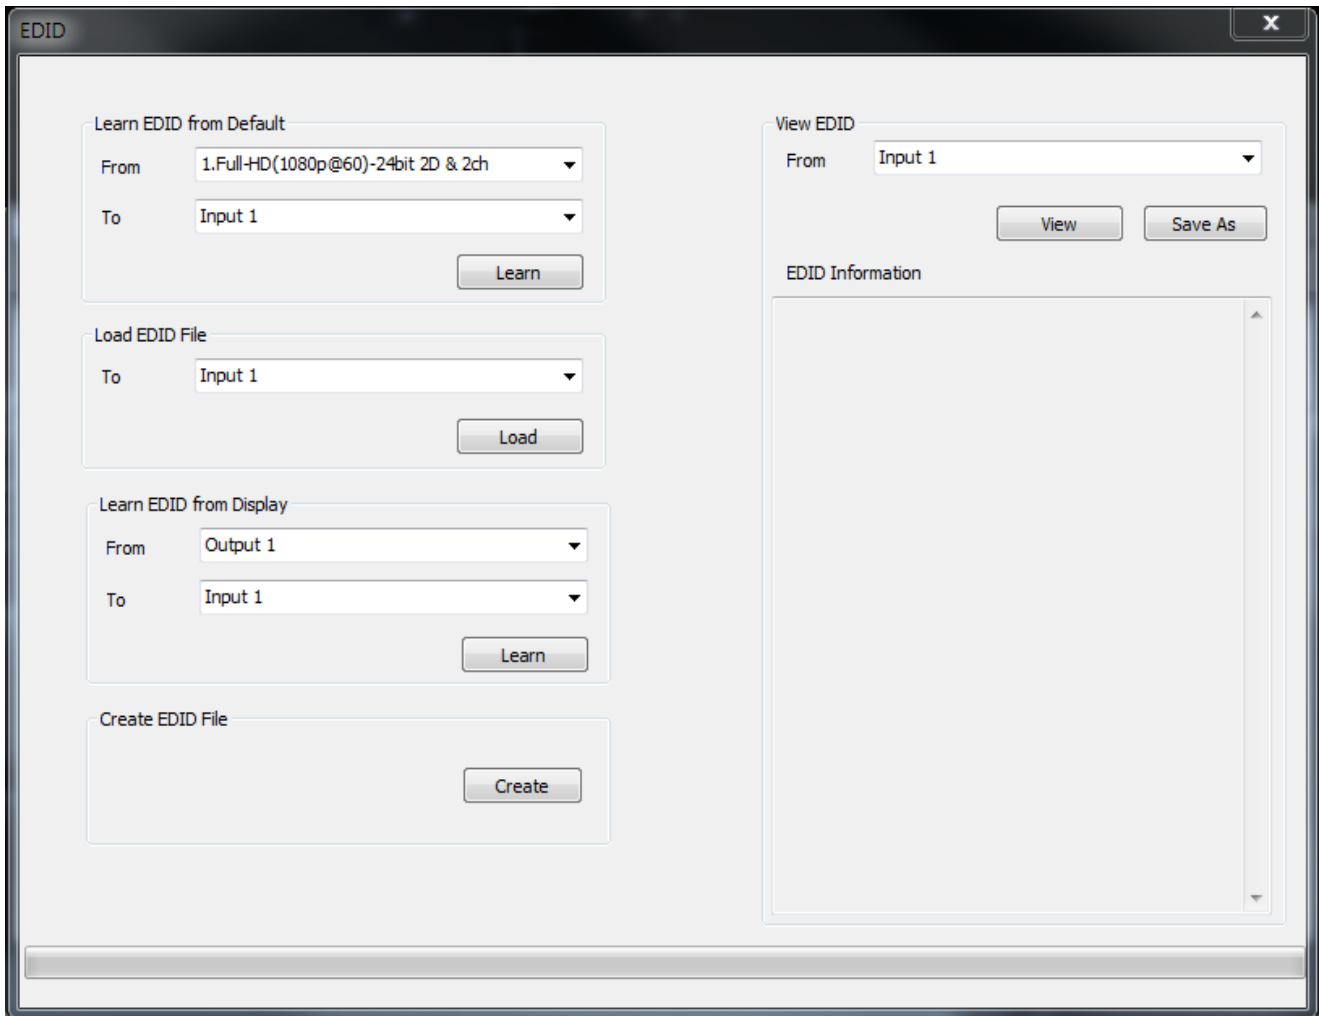 EDID
X
Learn EDID from Default
From 1.Full-HD(1080p@60)-24bit 2D & 2ch
To Input 1
Learn
Load EDID File
To Input 1
Load
Learn EDID from Display
From Output 1
To Input 1
Learn
Create EDID File
Create
View EDID
From Input 1
View Save As
EDID Information